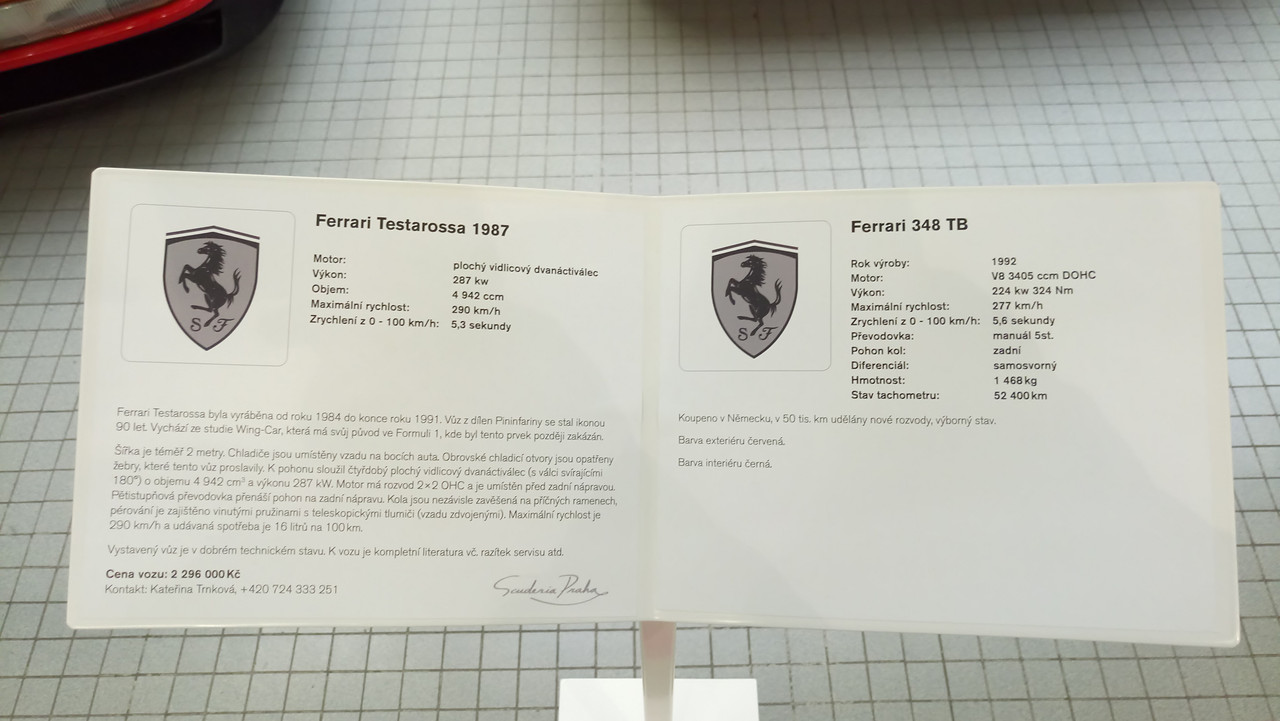 S F
Ferrari Testarossa 1987
Motor: plochý vidlicový dvanáctiválec
Výkon: 287 kw
Objem: 4 942 ccm
Maximální rychlost: 290 km/h
Zrychlení z 0 - 100 km/h: 5,3 sekundy
Ferrari Testarossa byla vyráběna od roku 1984 do konce roku 1991. Vůz z dílen Pininfariny se stal ikonou
90 let. Vychází ze studie Wing-Car, která má svůj původ ve Formuli 1, kde byl tento prvek později zakázán.
Šířka je téměř 2 metry. Chladiče jsou umístěny vzadu na bocích auta. Obrovské chladicí otvory jsou opatřeny
žebry, které tento vůz proslavily. K pohonu sloužil čtyřdobý plochý vidlicový dvanáctiválec (s válci svírajícími
180°) o objemu 4 942 cm³ a výkonu 287 kW. Motor má rozvod 2×2 OHC a je umístěn před zadní nápravou.
Pětistupňová převodovka přenáší pohon na zadní nápravu. Kola jsou nezávisle zavěšená na příčných ramenech,
pérování je zajištěno vinutými pružinami s teleskopickými tlumiči (vzadu zdvojenými). Maximální rychlost je
290 km/h a udávaná spotřeba je 16 litrů na 100 km.
Vystavený vůz je v dobrém technickém stavu. K vozu je kompletní literatura vč. razítek servisu atd.
Cena vozu: 2 296 000 Kč
Kontakt: Kateřina Trnková, +420 724 333 251
Scuderia Praha
S F
Ferrari 348 TB
Rok výroby: 1992
Motor: V8 3405 ccm DOHC
Výkon: 224 kw 324 Nm
Maximální rychlost: 277 km/h
Zrychlení z 0 - 100 km/h: 5,6 sekundy
Převodovka: manuál 5st.
Pohon kol: zadní
Diferenciál: samosvorný
Hmotnost: 1 468 kg
Stav tachometru: 52 400 km
Koupeno v Německu, v 50 tis. km udělány nové rozvody, výborný stav.
Barva exteriéru červená.
Barva interiéru černá.